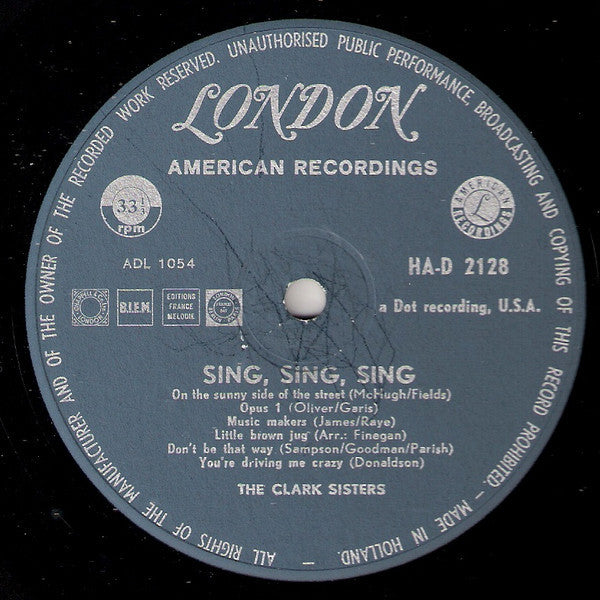 ALL RIGHTS OF THE MANUFACTURER AND OF THE OWNER OF THE RECORDED WORK RESERVED. UNAUTHORISED PUBLIC PERFORMANCE, BROADCASTING AND COPYING OF THIS RECORD PROHIBITED. – MADE IN HOLLAND.
LONDON
AMERICAN RECORDINGS
33⅓
rpm
AMERICAN
L
RECORDINGS
ADL 1054
HA-D 2128
LONDON
B.I.E.M.
EDITIONS
FRANCE
MELODIE
a Dot recording, U.S.A.
SING, SING, SING
On the sunny side of the street (McHugh/Fields)
Opus 1 (Oliver/Garis)
Music makers (James/Raye)
Little brown jug (Arr.: Finegan)
Don't be that way (Sampson/Goodman/Parish)
You're driving me crazy (Donaldson)
THE CLARK SISTERS